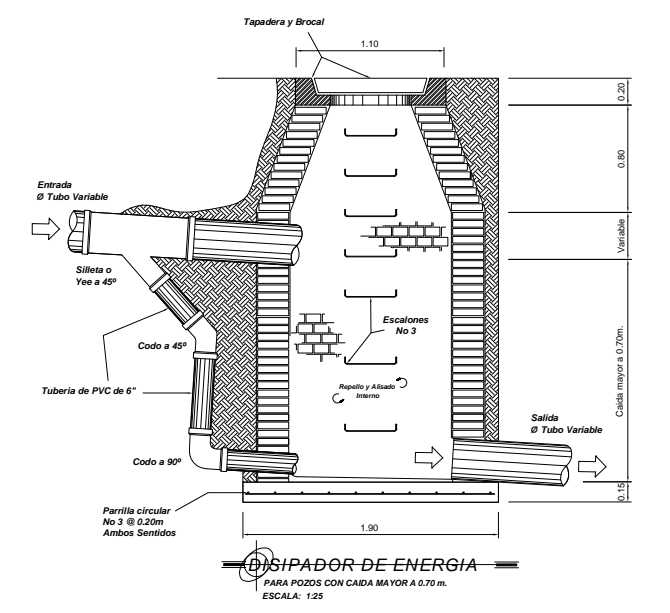 Tapadera y Brocal
1.10
0.20
0.80
Entrada
Ø Tubo Variable
Variable
Silleta o
Yee a 45º
Escalones
No 3
Codo a 45º
Caida mayor a 0.70m.
Tuberia de PVC de 6"
Repello y Alisado
Interno
Salida
Ø Tubo Variable
Codo a 90º
0.15
Parrilla circular
No 3 @ 0.20m
Ambos Sentidos
1.90
DISIPADOR DE ENERGIA
PARA POZOS CON CAIDA MAYOR A 0.70 m.
ESCALA: 1:25